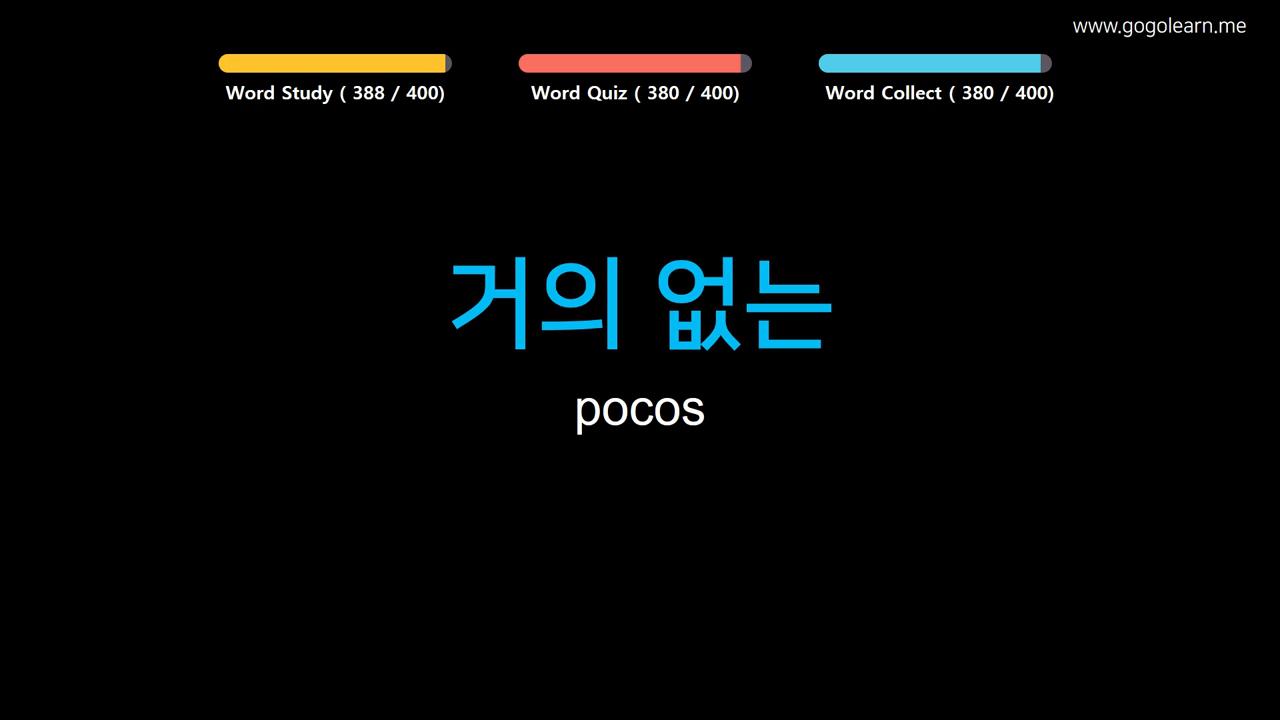 www.gogolearn.me
Word Study ( 388 / 400)
Word Quiz ( 380 / 400)
Word Collect ( 380 / 400)
거의 없는
pocos